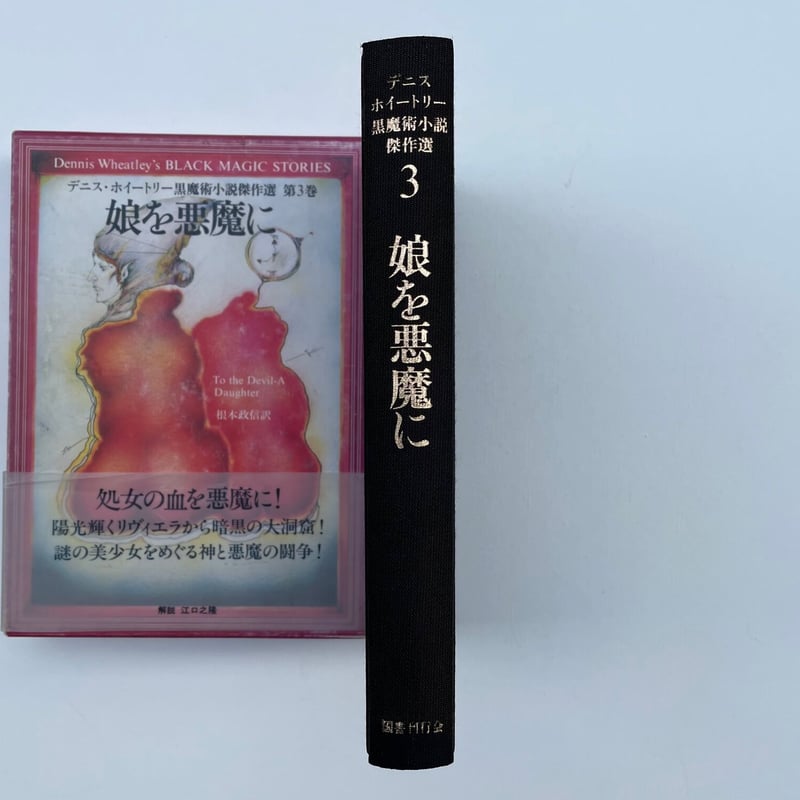 Dennis Wheatley's BLACK MAGIC STORIES
デニス・ホイートリー黒魔術小説傑作選 第3巻
娘を悪魔に
To the Devil-A
Daughter
根本政信訳
処女の血を悪魔に!
陽光輝くリヴィエラから暗黒の大洞窟!
謎の美少女をめぐる神と悪魔の闘争!
解説 江口之隆
デニス
ホイートリー
黒魔術小説
傑作選
3
娘を悪魔に
国書刊行会